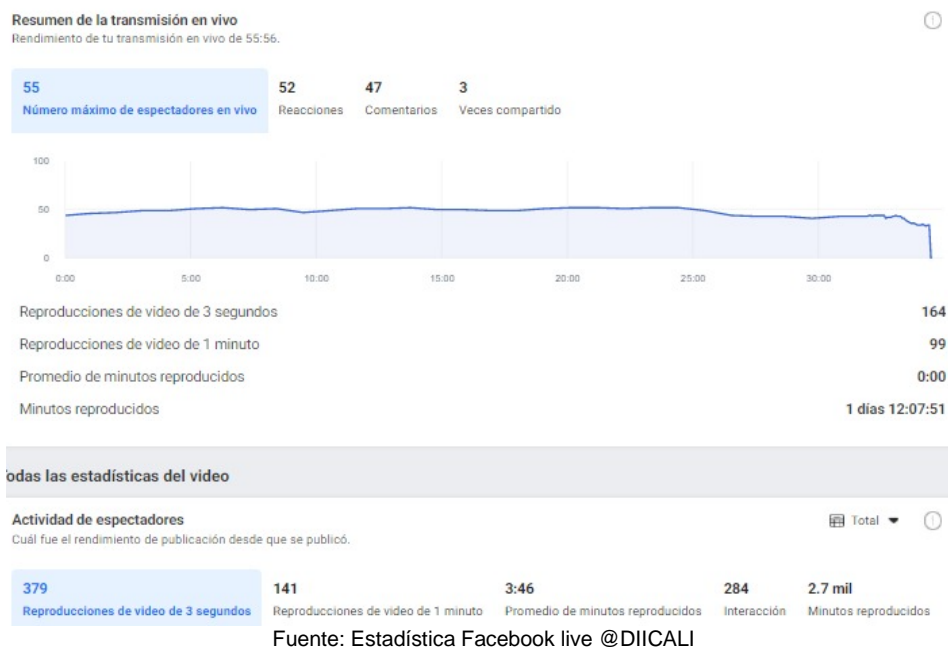 Resumen de la transmisión en vivo
Rendimiento de tu transmisión en vivo de 55:56.
55 52 47 3
Número máximo de espectadores en vivo Reacciones Comentarios Veces compartido
100
50
0
0:00 5:00 10:00 15:00 20:00 25:00 30:00
Reproducciones de video de 3 segundos 164
Reproducciones de video de 1 minuto 99
Promedio de minutos reproducidos 0:00
Minutos reproducidos 1 días 12:07:51
odas las estadísticas del video
Actividad de espectadores Total
Cuál fue el rendimiento de publicación desde que se publicó.
379 141 3:46 284 2.7 mil
Reproducciones de video de 3 segundos Reproducciones de video de 1 minuto Promedio de minutos reproducidos Interacción Minutos reproducidos
Fuente: Estadística Facebook live @DIICALI